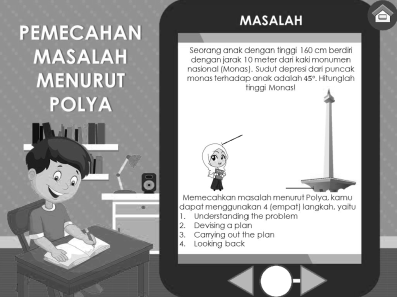 PEMECAHAN
MASALAH
MENURUT
POLYA
MASALAH
Seorang anak dengan tinggi 160 cm berdiri
dengan jarak 10 meter dari kaki monumen
nasional (Monas). Sudut depresi dari puncak
monas terhadap anak adalah 45°. Hitunglah
tinggi Monas!
Memecahkan masalah menurut Polya, kamu
dapat menggunakan 4 (empat) langkah, yaitu
1. Understanding the problem
2. Devising a plan
3. Carrying out the plan
4. Looking back